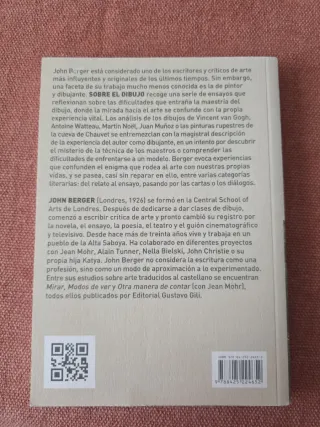 John Berger está considerado uno de los escritores y críticos de arte
más influyentes y originales de los últimos tiempos. Sin embargo,
una faceta de su trabajo mucho menos conocida es la de pintor
y dibujante. SOBRE EL DIBUJO recoge una serie de ensayos que
reflexionan sobre las dificultades que entraña la maestría del
dibujo, donde la mirada hacia el arte se confunde con la propia
experiencia vital. Los análisis de los dibujos de Vincent van Gogh,
Antoine Watteau, Martin Noël, Juan Muñoz o las pinturas rupestres de
la cueva de Chauvet se entremezclan con la magistral descripción
de la experiencia del autor como dibujante, en un intento por descubrir
el misterio de la técnica de los maestros o comprender las
dificultades de enfrentarse a un modelo. Berger evoca experiencias
que confunden el enigma que rodea al arte con nuestras propias
vidas, y se pasea, casi sin reparar en ello, entre varias categorías
literarias: del relato al ensayo, pasando por las cartas o los diálogos.
JOHN BERGER (Londres, 1926) se formó en la Central School of
Arts de Londres. Después de dedicarse a dar clases de dibujo,
comenzó a escribir crítica de arte y pronto cambió su registro por
la novela, el ensayo, la poesía, el teatro y el guión cinematográfico
y televisivo. Desde hace más de treinta años vive y trabaja en un
pueblo de la Alta Saboya. Ha colaborado en diferentes proyectos
con Jean Mohr, Alain Tunner, Nella Bielski, John Christie o su
propia hija Katya. John Berger no considera la escritura como una
profesión, sino como un modo de aproximación a lo experimentado.
Entre sus estudios sobre arte traducidos al castellano se encuentran
Mirar, Modos de ver y Otra manera de contar (con Jean Mohr),
todos ellos publicados por Editorial Gustavo Gili.